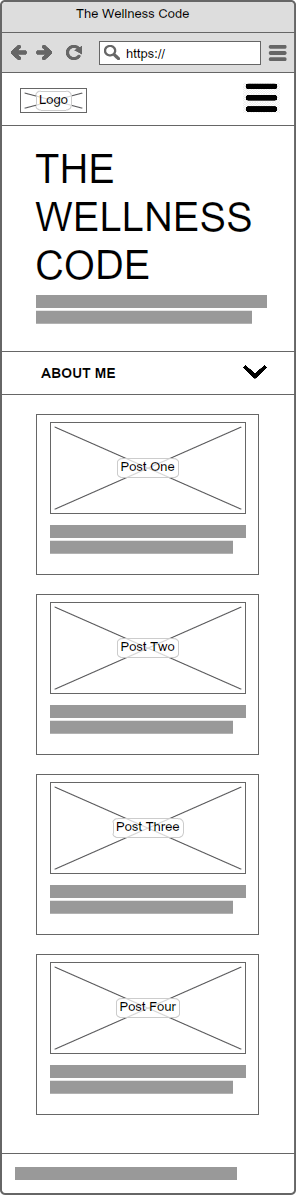 The Wellness Code
https://
Logo
THE
WELLNESS
CODE
ABOUT ME
Post One
Post Two
Post Three
Post Four